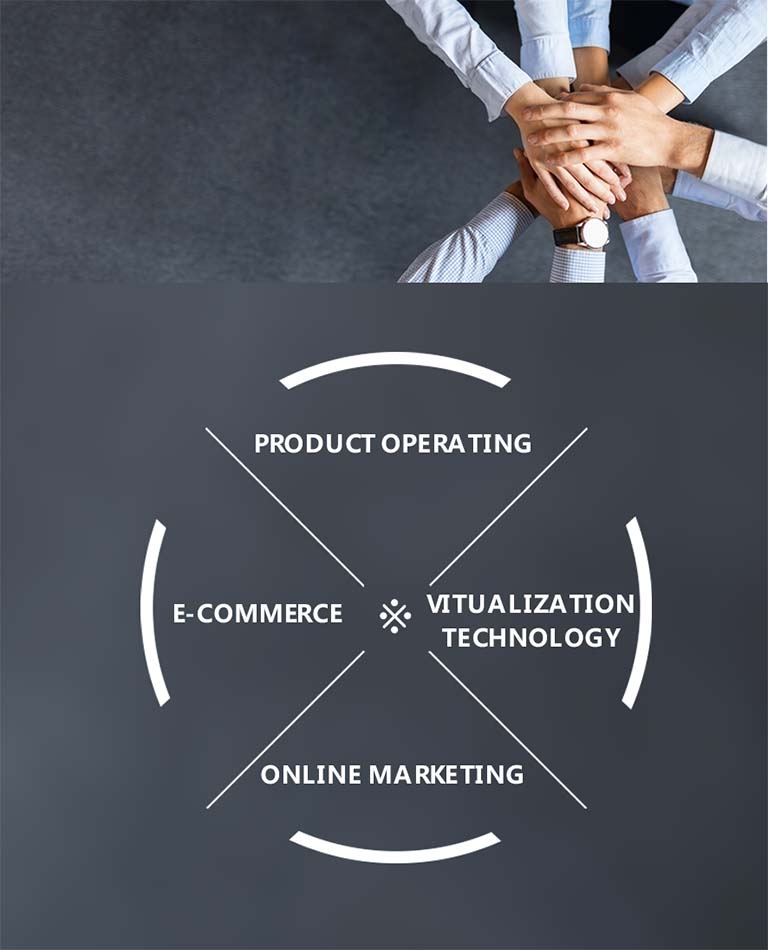 PRODUCT OPERATING
E-COMMERCE
※
VITUALIZATION
TECHNOLOGY
ONLINE MARKETING